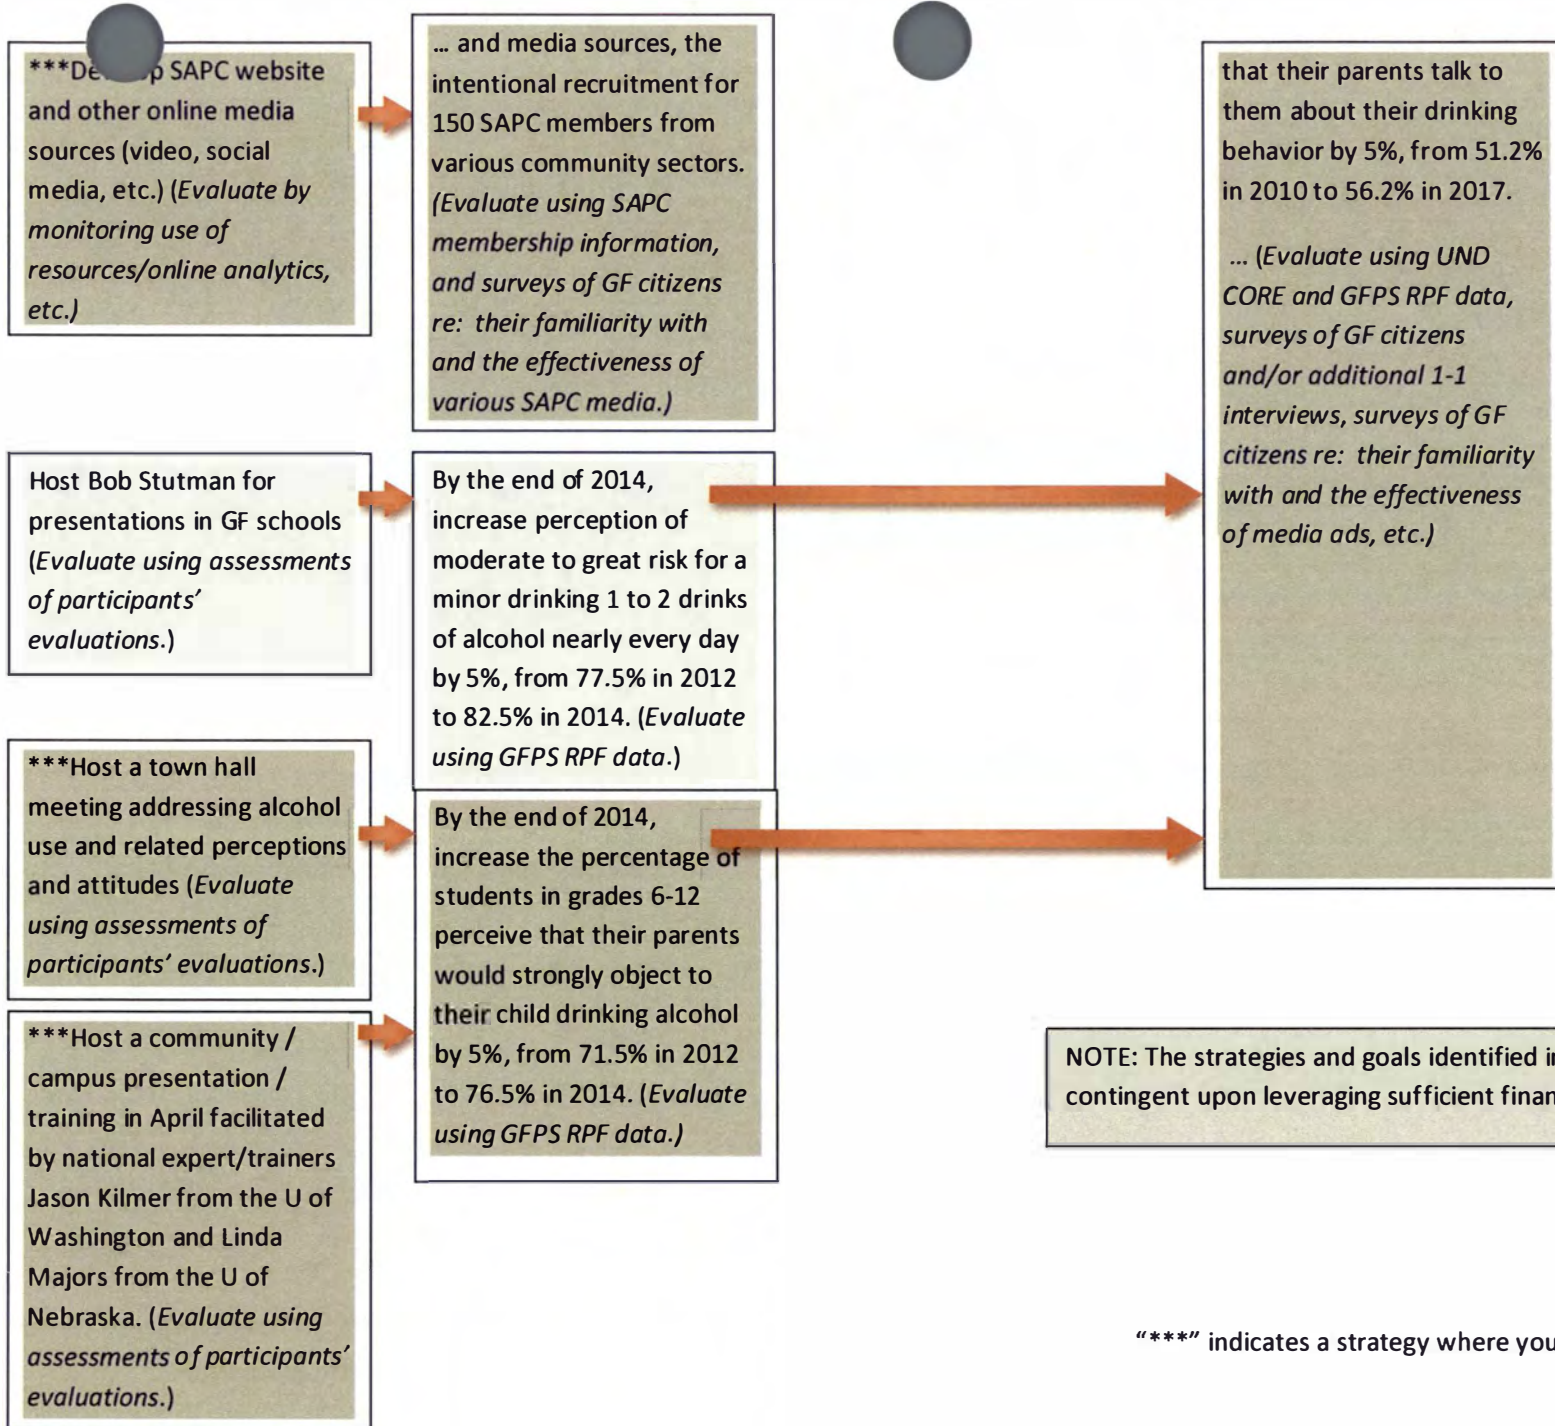 ***De p SAPC website
and other online media
sources (video, social
media, etc.) (Evaluate by
monitoring use of
resources/online analytics,
etc.)
... and media sources, the
intentional recruitment for
150 SAPC members from
various community sectors.
(Evaluate using SAPC
membership information,
and surveys of GF citizens
re: their familiarity with
and the effectiveness of
various SAPC media.)
that their parents talk to
them about their drinking
behavior by 5%, from 51.2%
in 2010 to 56.2% in 2017.
... (Evaluate using UND
CORE and GFPS RPF data,
surveys of GF citizens
and/or additional 1-1
interviews, surveys of GF
citizens re: their familiarity
with and the effectiveness
of media ads, etc.)
Host Bob Stutman for
presentations in GF schools
(Evaluate using assessments
of participants'
evaluations.)
By the end of 2014,
increase perception of
moderate to great risk for a
minor drinking 1 to 2 drinks
of alcohol nearly every day
by 5%, from 77.5% in 2012
to 82.5% in 2014. (Evaluate
using GFPS RPF data.)
***Host a town hall
meeting addressing alcohol
use and related perceptions
and attitudes (Evaluate
using assessments of
participants' evaluations.)
By the end of 2014,
increase the percentage of
students in grades 6-12
perceive that their parents
would strongly object to
their child drinking alcohol
by 5%, from 71.5% in 2012
to 76.5% in 2014. (Evaluate
using GFPS RPF data.)
***Host a community /
campus presentation /
training in April facilitated
by national expert/trainers
Jason Kilmer from the U of
Washington and Linda
Majors from the U of
Nebraska. (Evaluate using
assessments of participants'
evaluations.)
NOTE: The strategies and goals identified i
contingent upon leveraging sufficient finan
"***" indicates a strategy where you